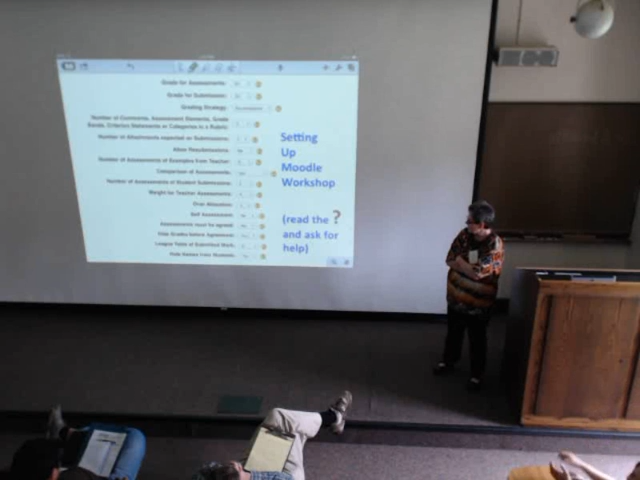 Grade for Assessments:
Grade for Submission:
Grading Strategy:
Number of Comments, Assessment Elements, Grade
Bands, Criterion Statements or Categories in a Rubric:
Number of Attachments expected on Submissions:
Allow Resubmissions:
Number of Assessments of Examples from Teacher:
Comparison of Assessments:
Number of Assessments of Student Submissions:
Weight for Teacher Assessments:
Over Allocation:
Self Assessment:
Assessments must be agreed:
Hide Grades before Agreement:
League Table of Submitted Work:
Hide Names from Students:
Setting
Up
Moodle
Workshop
(read the ?
and ask for
help)